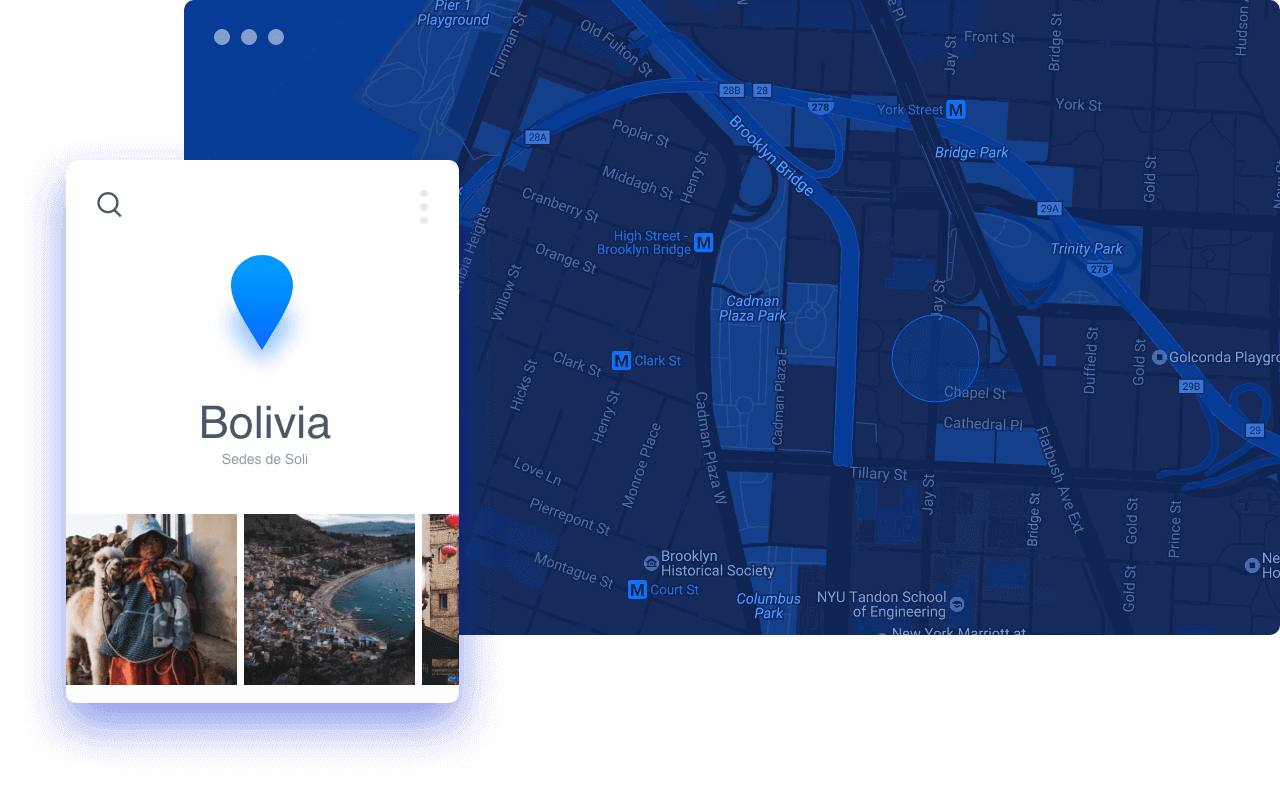 Pier 1
Playground
Furman St
Old Fulton St
Front St
Jay St
Bridge St
28B
28
278
York Street
M
York St
28A
Poplar St
Brooklyn Bridge
Bridge Park
Middagh St
Henry St
Gold St
Cranberry St
29A
High Street -
Brooklyn Bridge
M
Trinity Park
278
Orange St
Willow St
Jay St
Cadman
Plaza Park
Bolivia
Sedes de Soli
Clark St
M
Clark St
Hicks St
Henry St
Cadman Plaza E
Cadman Plaza W
Duffield St
Gold St
Golconda
29B
Chapel St
Cathedral Pl
29
Flatbush Ave Ext
Love Ln
Monroe Place
Tillary St
Jay St
Pierrepont St
Bridge St
Gold St
Prince St
Montague St
Brooklyn
Historical Society
M
Court St
Columbus
Park
NYU Tandon School
of Engineering
Gold St
New York Marriott at